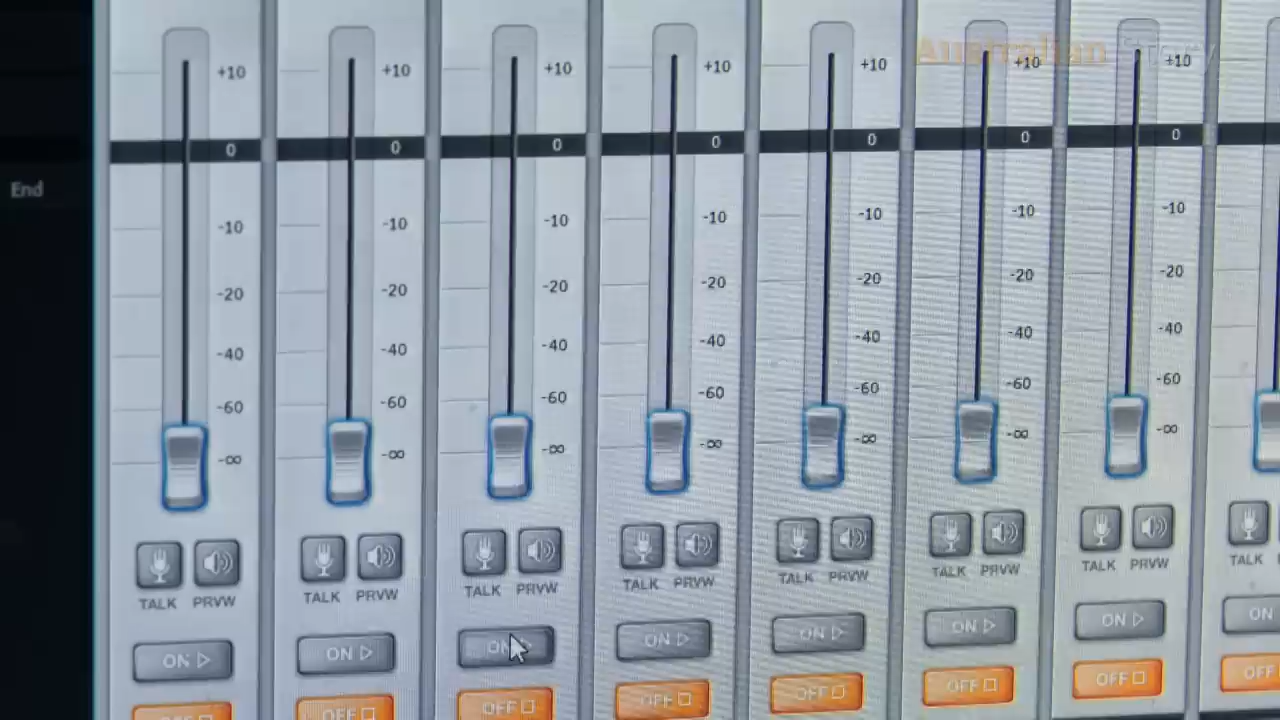 Australian Story
+10 +10 +10 +10 +10 +10 +10
0 0 0 0 0 0 0
End
-10 -10 -10 -10 -10 -10 -10
-20 -20 -20 -20 -20 -20 -20
-40 -40 -40 -40 -40 -40 -40
-60 -60 -60 -60 -60 -60 -60
-∞ -∞ -∞ -∞ -∞ -∞ -∞
TALK PRVW TALK PRVW TALK PRVW TALK PRVW TALK PRVW TALK PRVW TALK PRVW TALK
ON ON ON ON ON ON ON ON
OFF OFF OFF OFF OFF OFF OFF OFF